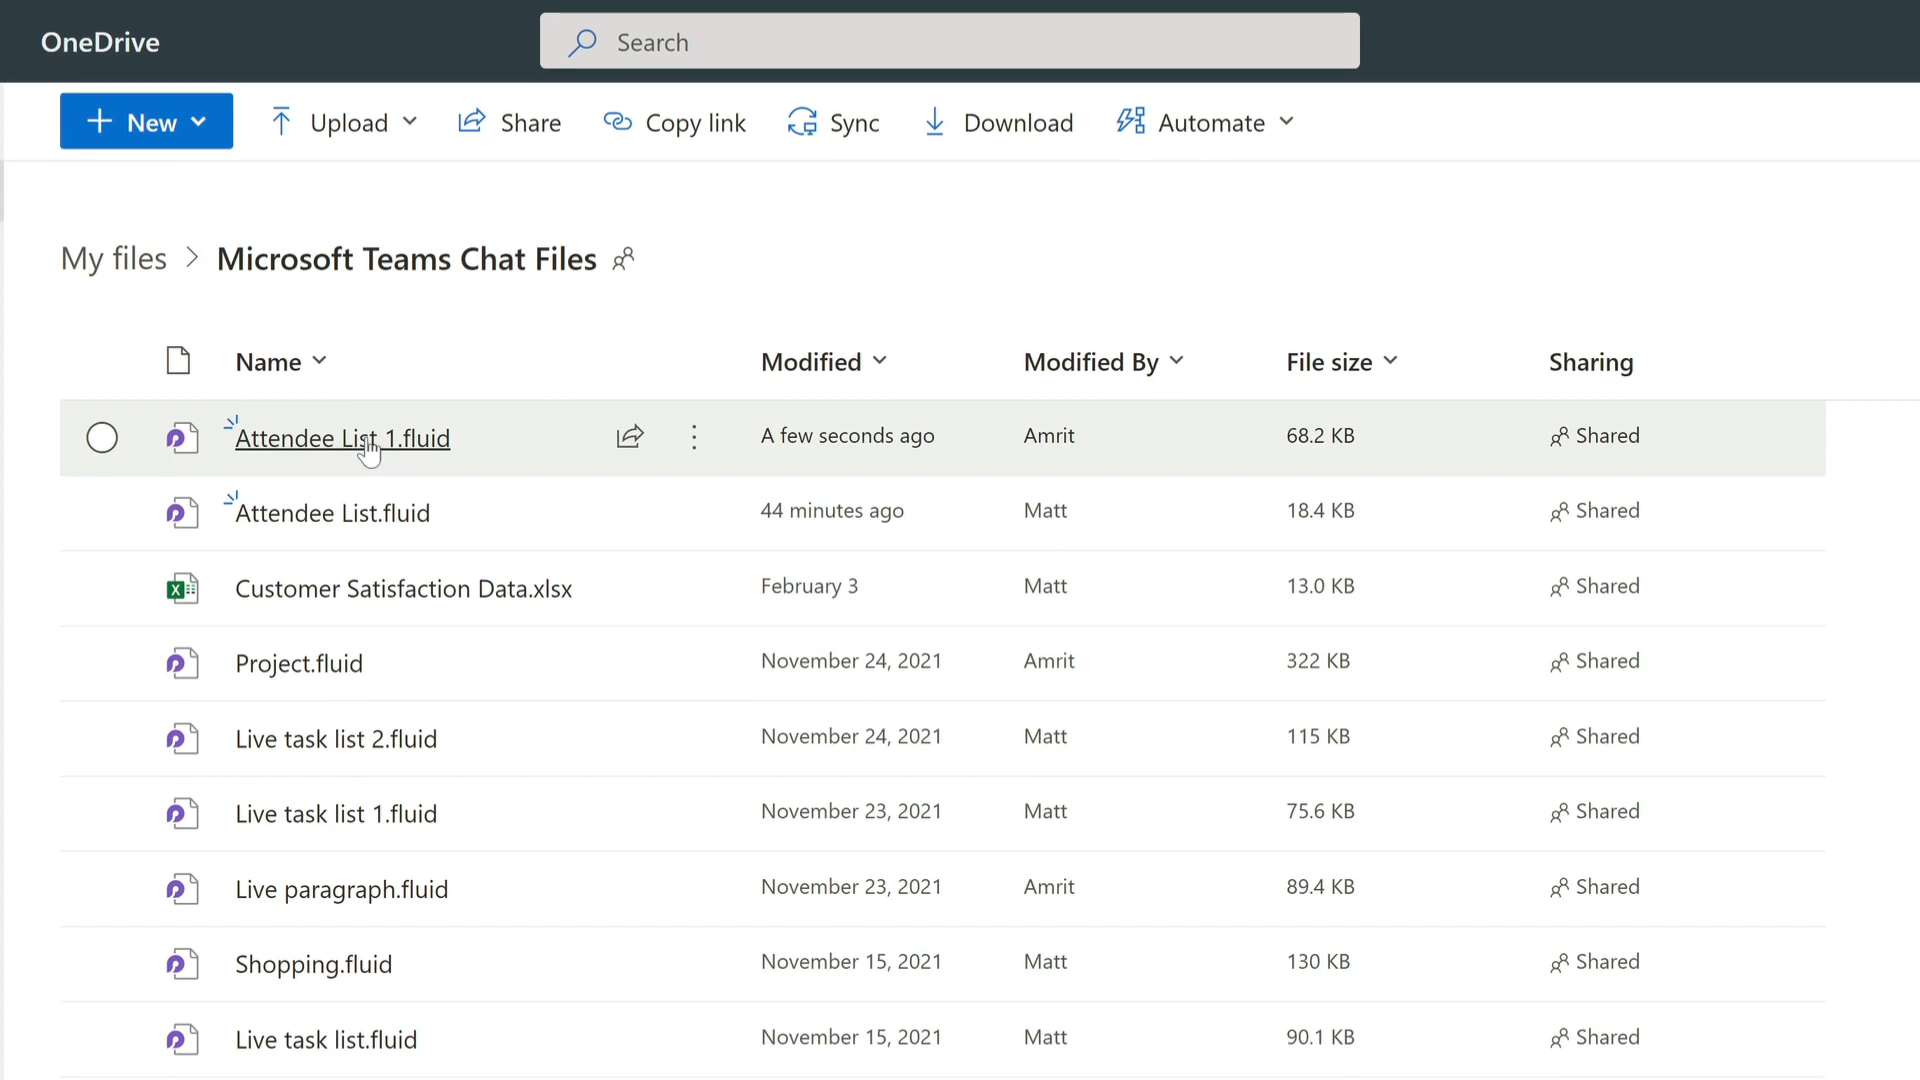 OneDrive Search
New Upload Share Copy link Sync Download Automate
My files > Microsoft Teams Chat Files
Name Modified Modified By File size Sharing
Attendee List 1.fluid A few seconds ago Amrit 68.2 KB Shared
Attendee List.fluid 44 minutes ago Matt 18.4 KB Shared
Customer Satisfaction Data.xlsx February 3 Matt 13.0 KB Shared
Project.fluid November 24, 2021 Amrit 322 KB Shared
Live task list 2.fluid November 24, 2021 Matt 115 KB Shared
Live task list 1.fluid November 23, 2021 Matt 75.6 KB Shared
Live paragraph.fluid November 23, 2021 Amrit 89.4 KB Shared
Shopping.fluid November 15, 2021 Matt 130 KB Shared
Live task list.fluid November 15, 2021 Matt 90.1 KB Shared